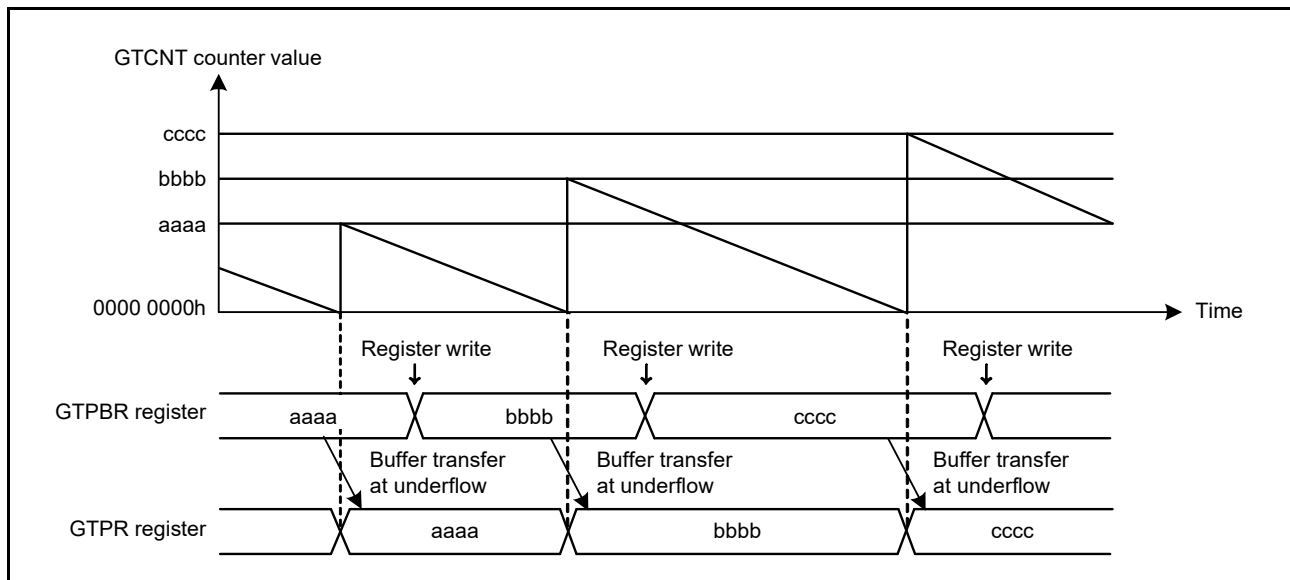 GTCNT counter value
cccc
bbbb
aaaa
0000 0000h
Time
Register write
Register write
Register write
GTPBR register
aaaa
bbbb
cccc
Buffer transfer
at underflow
Buffer transfer
at underflow
Buffer transfer
at underflow
GTPR register
aaaa
bbbb
cccc